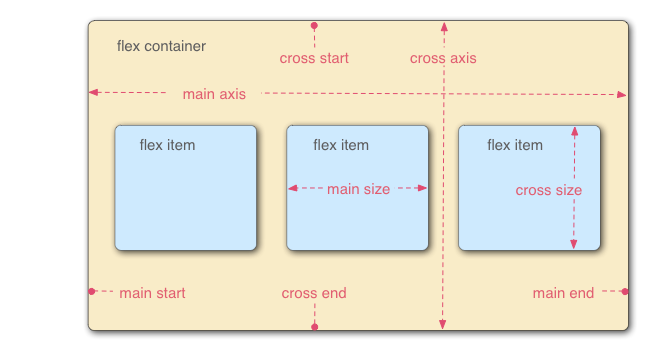 flex container
cross start
cross axis
main axis
flex item
flex item
flex item
main size
cross size
main start
cross end
main end